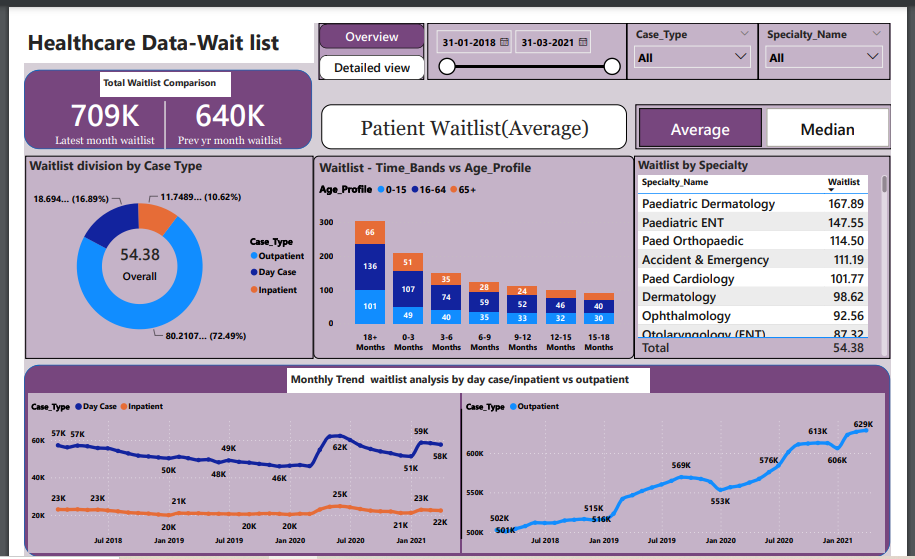 Healthcare Data-Wait list
Overview
Detailed view
31-01-2018 31-03-2021
Case_Type
All
Specialty_Name
All
Total Waitlist Comparison
709K
Latest month waitlist
640K
Prev yr month waitlist
Patient Waitlist(Average)
Average
Median
Waitlist division by Case Type
18.694... (16.89%)
11.7489... (10.62%)
54.38
Overall
80.2107... (72.49%)
Case_Type
Outpatient
Day Case
Inpatient
Waitlist - Time_Bands vs Age_Profile
Age_Profile 0-15 16-64 65+
300
200
100
0
66
136
101
51
107
49
35
74
40
28
59
35
24
52
33
46
32
40
30
18+ Months
0-3 Months
3-6 Months
6-9 Months
9-12 Months
12-15 Months
15-18 Months
Waitlist by Specialty
Specialty_Name Waitlist
Paediatric Dermatology 167.89
Paediatric ENT 147.55
Paed Orthopaedic 114.50
Accident & Emergency 111.19
Paed Cardiology 101.77
Dermatology 98.62
Ophthalmology 92.56
Otolaryngology (ENT) 87.32
Total 54.38
Monthly Trend waitlist analysis by day case/inpatient vs outpatient
Case_Type Day Case Inpatient
60K
40K
20K
57K 57K
50K
49K
48K
46K
62K
59K
51K
58K
23K 23K
21K
20K
20K
20K
25K
21K
23K
22K
Jul 2018 Jan 2019 Jul 2019 Jan 2020 Jul 2020 Jan 2021
Case_Type Outpatient
600K
550K
500K
502K
501K
515K
516K
569K
553K
576K
613K
606K
629K
Jul 2018 Jan 2019 Jul 2019 Jan 2020 Jul 2020 Jan 2021